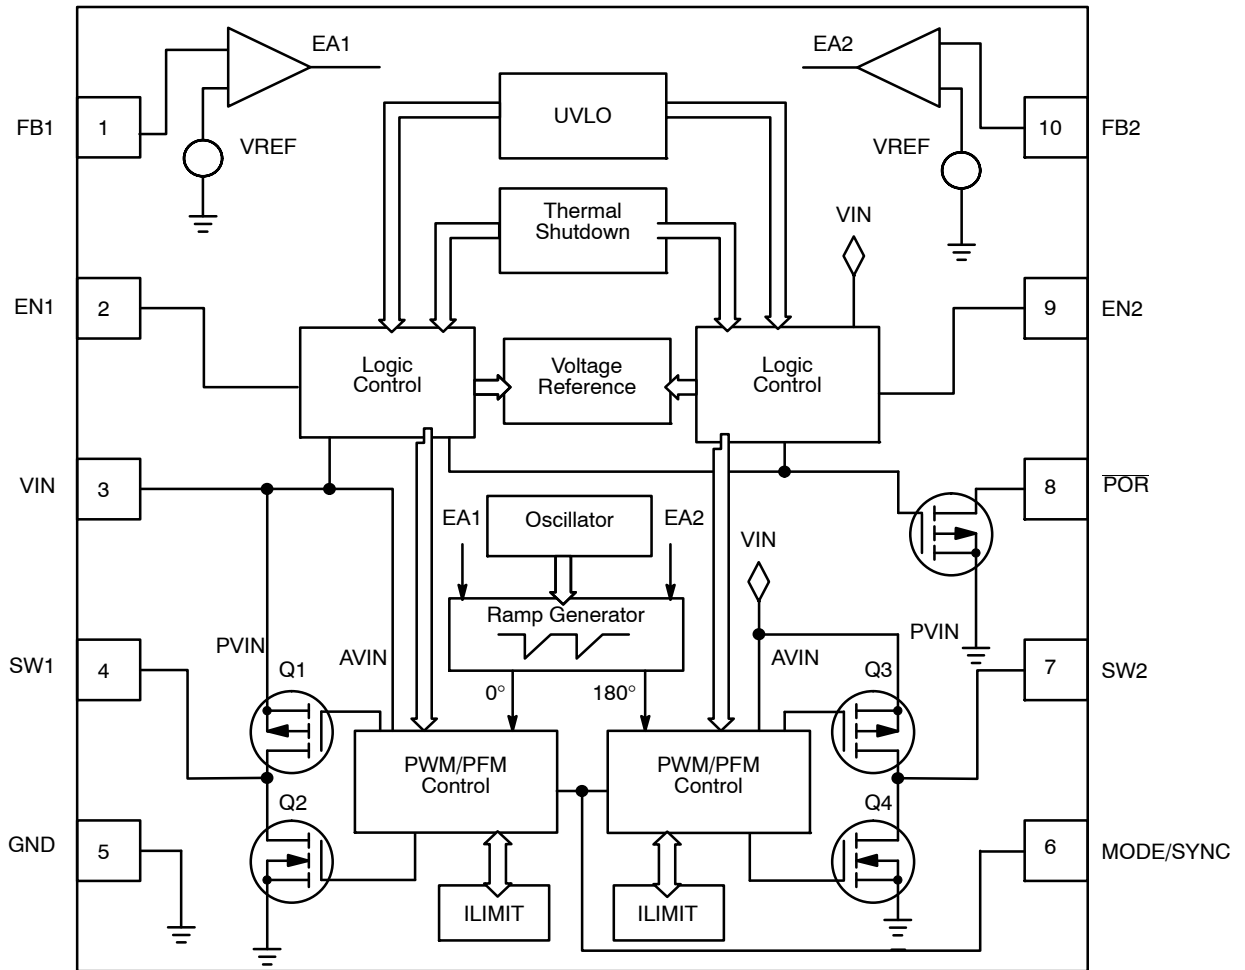 EA1
EA2
FB1
1
VREF
UVLO
VREF
10
FB2
Thermal
Shutdown
VIN
EN1
2
9
EN2
Logic
Control
Voltage
Reference
Logic
Control
VIN
3
8
POR
EA1
Oscillator
EA2
VIN
Ramp Generator
PVIN
AVIN
AVIN
PVIN
SW1
4
Q1
0°
180°
Q3
7
SW2
PWM/PFM
Control
PWM/PFM
Control
Q2
Q4
GND
5
6
MODE/SYNC
ILIMIT
ILIMIT